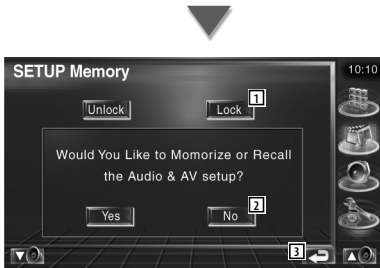 SETUP Memory
10:10
Unlock
Lock
1
Would You Like to Momorize or Recall
the Audio & AV setup?
Yes
No
2
3